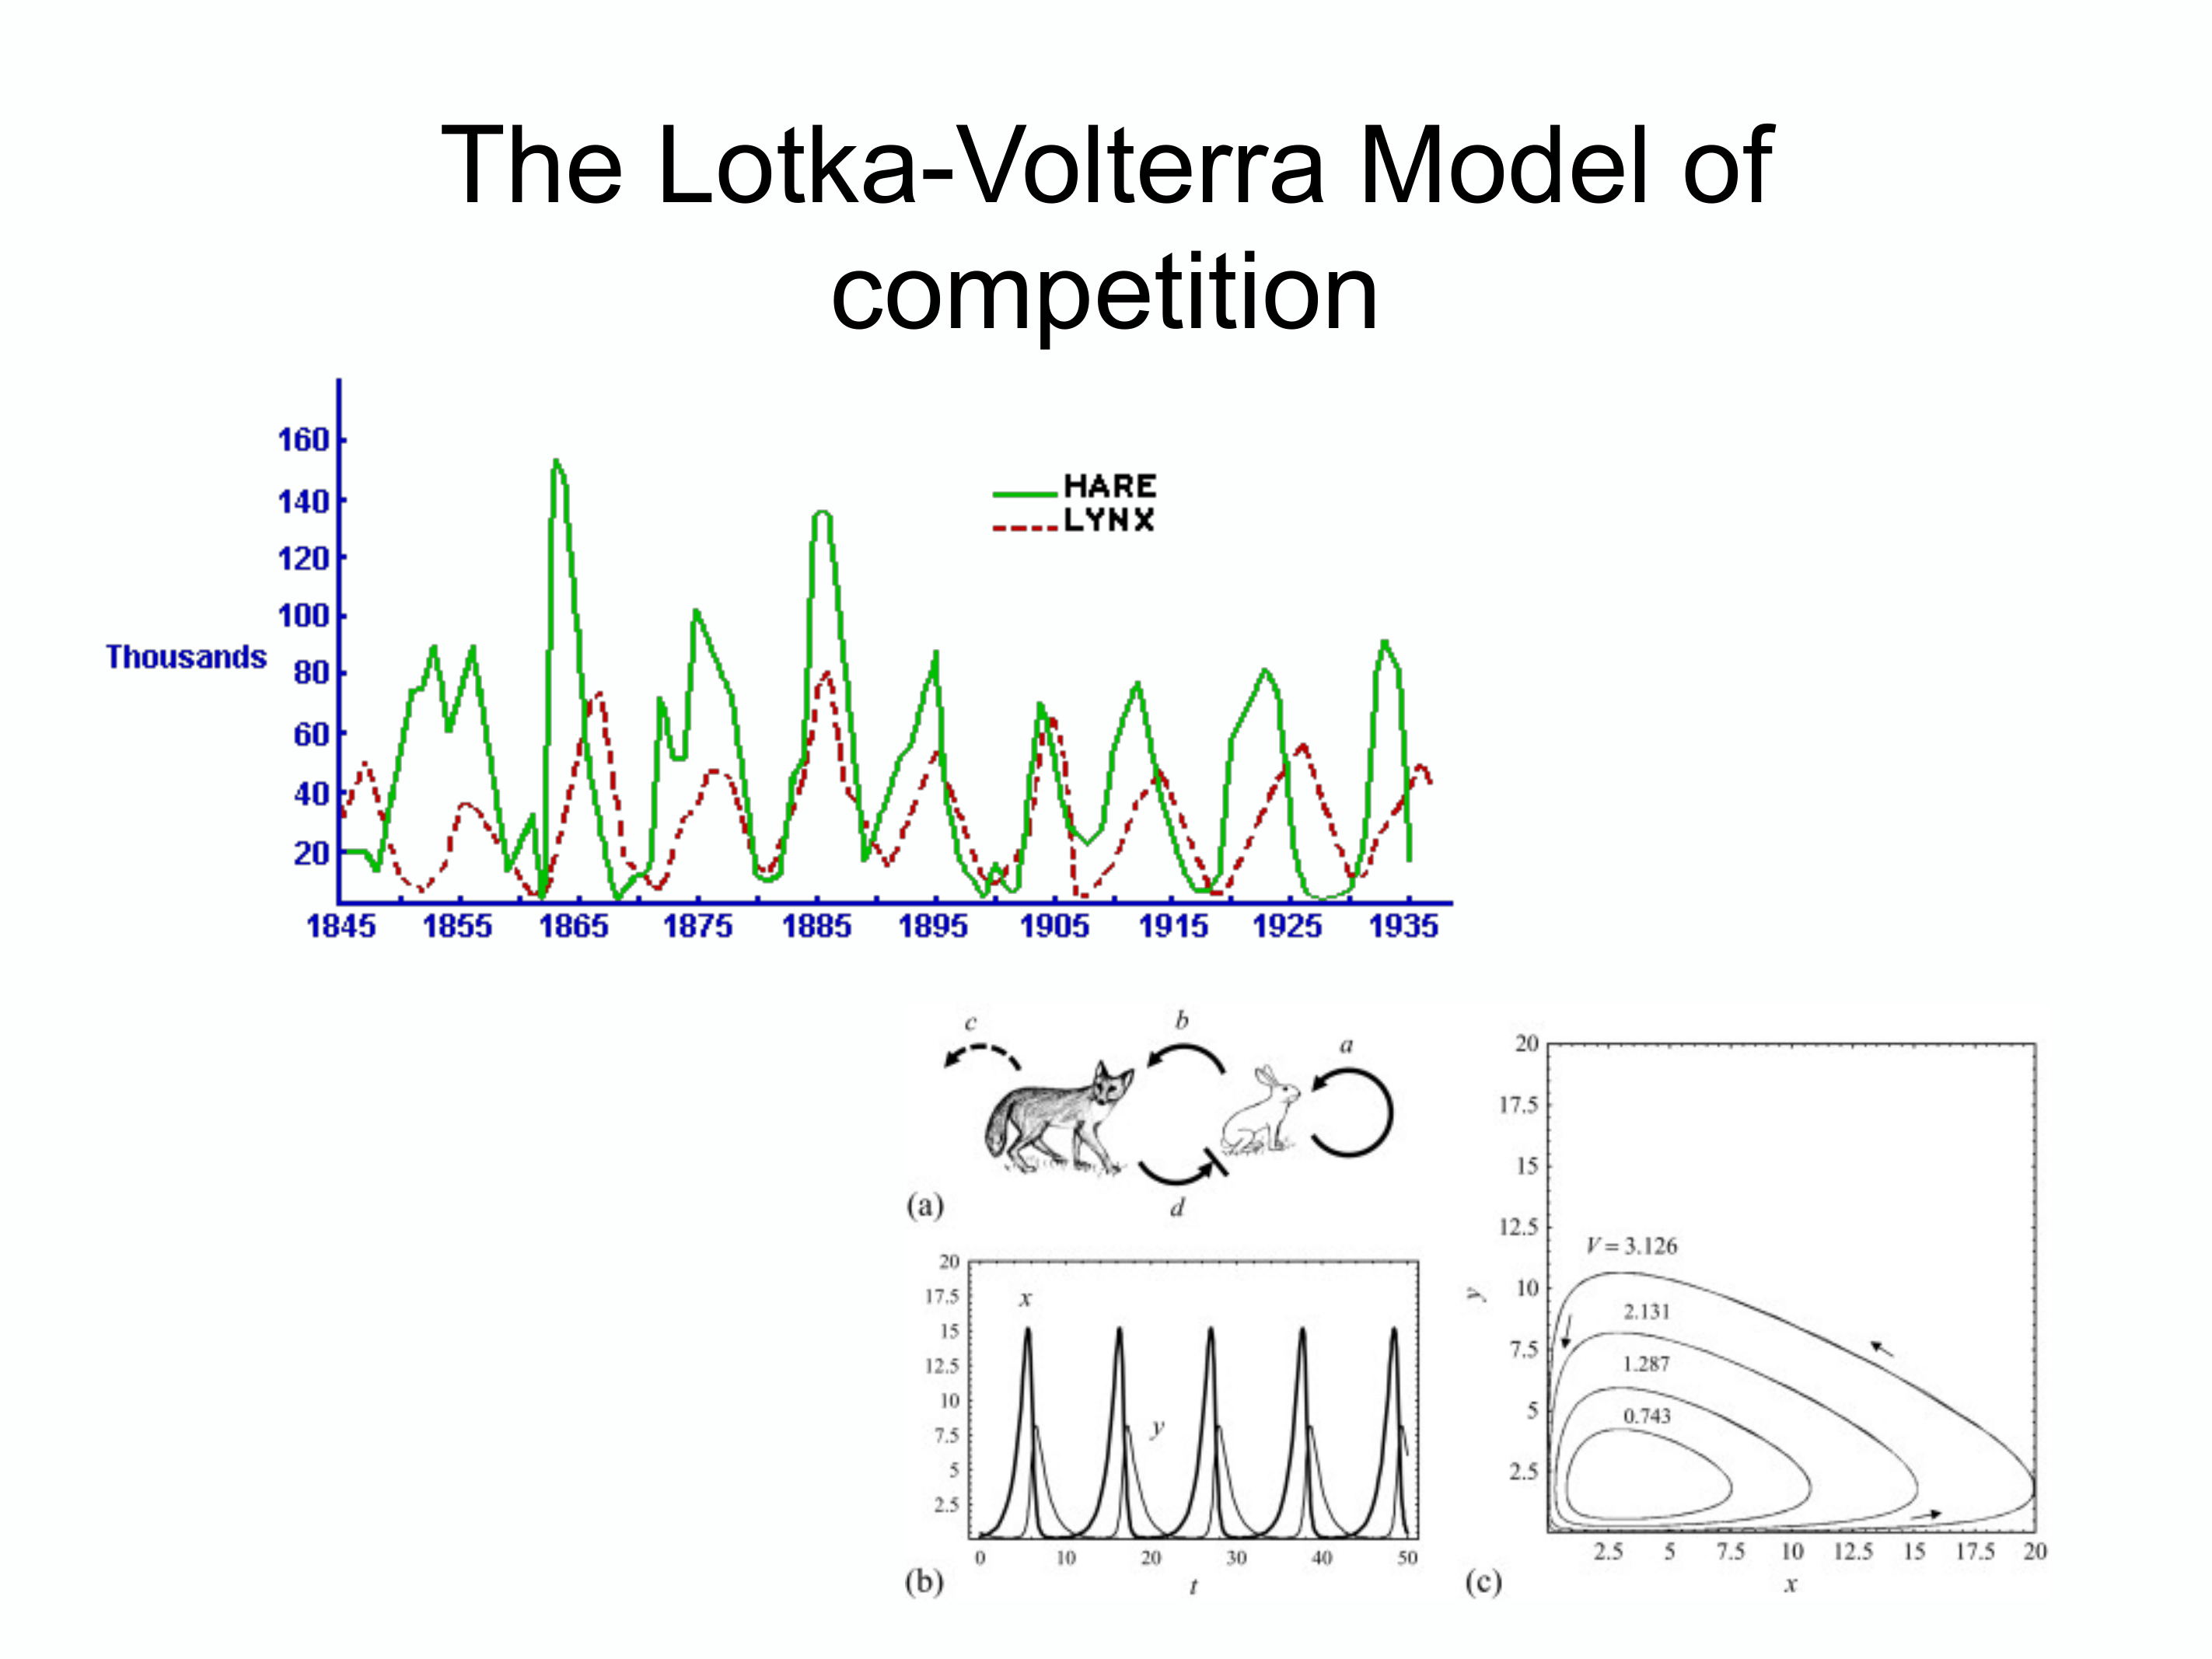 The Lotka-Volterra Model of
competition
160
140
120
100
Thousands
80
60
40
20
HARE
LYNX
1845 1855 1865 1875 1885 1895 1905 1915 1925 1935
c
b
a
d
(a)
20
17.5
15
12.5
10
7.5
5
2.5
x
y
0 10 20 30 40 50
t
(b)
20
17.5
15
12.5
10
7.5
5
2.5
y
V = 3.126
2.131
1.287
0.743
2.5 5 7.5 10 12.5 15 17.5 20
x
(c)